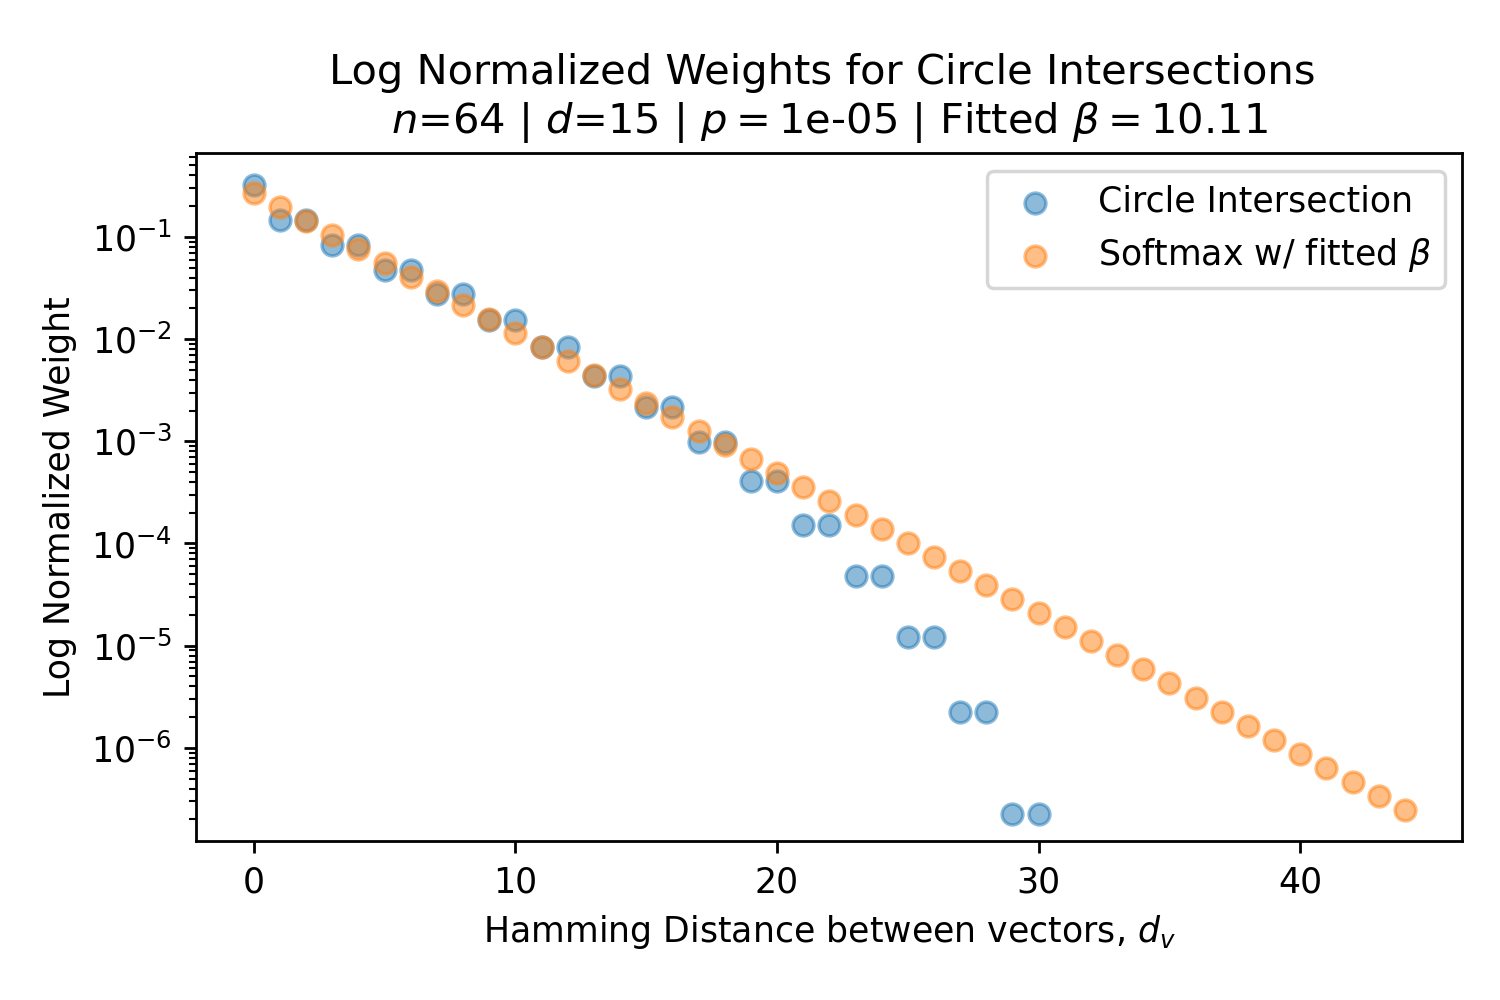 Log Normalized Weights for Circle Intersections
n=64 | d=15 | p = 1e-05 | Fitted β = 10.11
Circle Intersection
Softmax w/ fitted β
Log Normalized Weight
10⁻¹
10⁻²
10⁻³
10⁻⁴
10⁻⁵
10⁻⁶
0 10 20 30 40
Hamming Distance between vectors, dᵥ